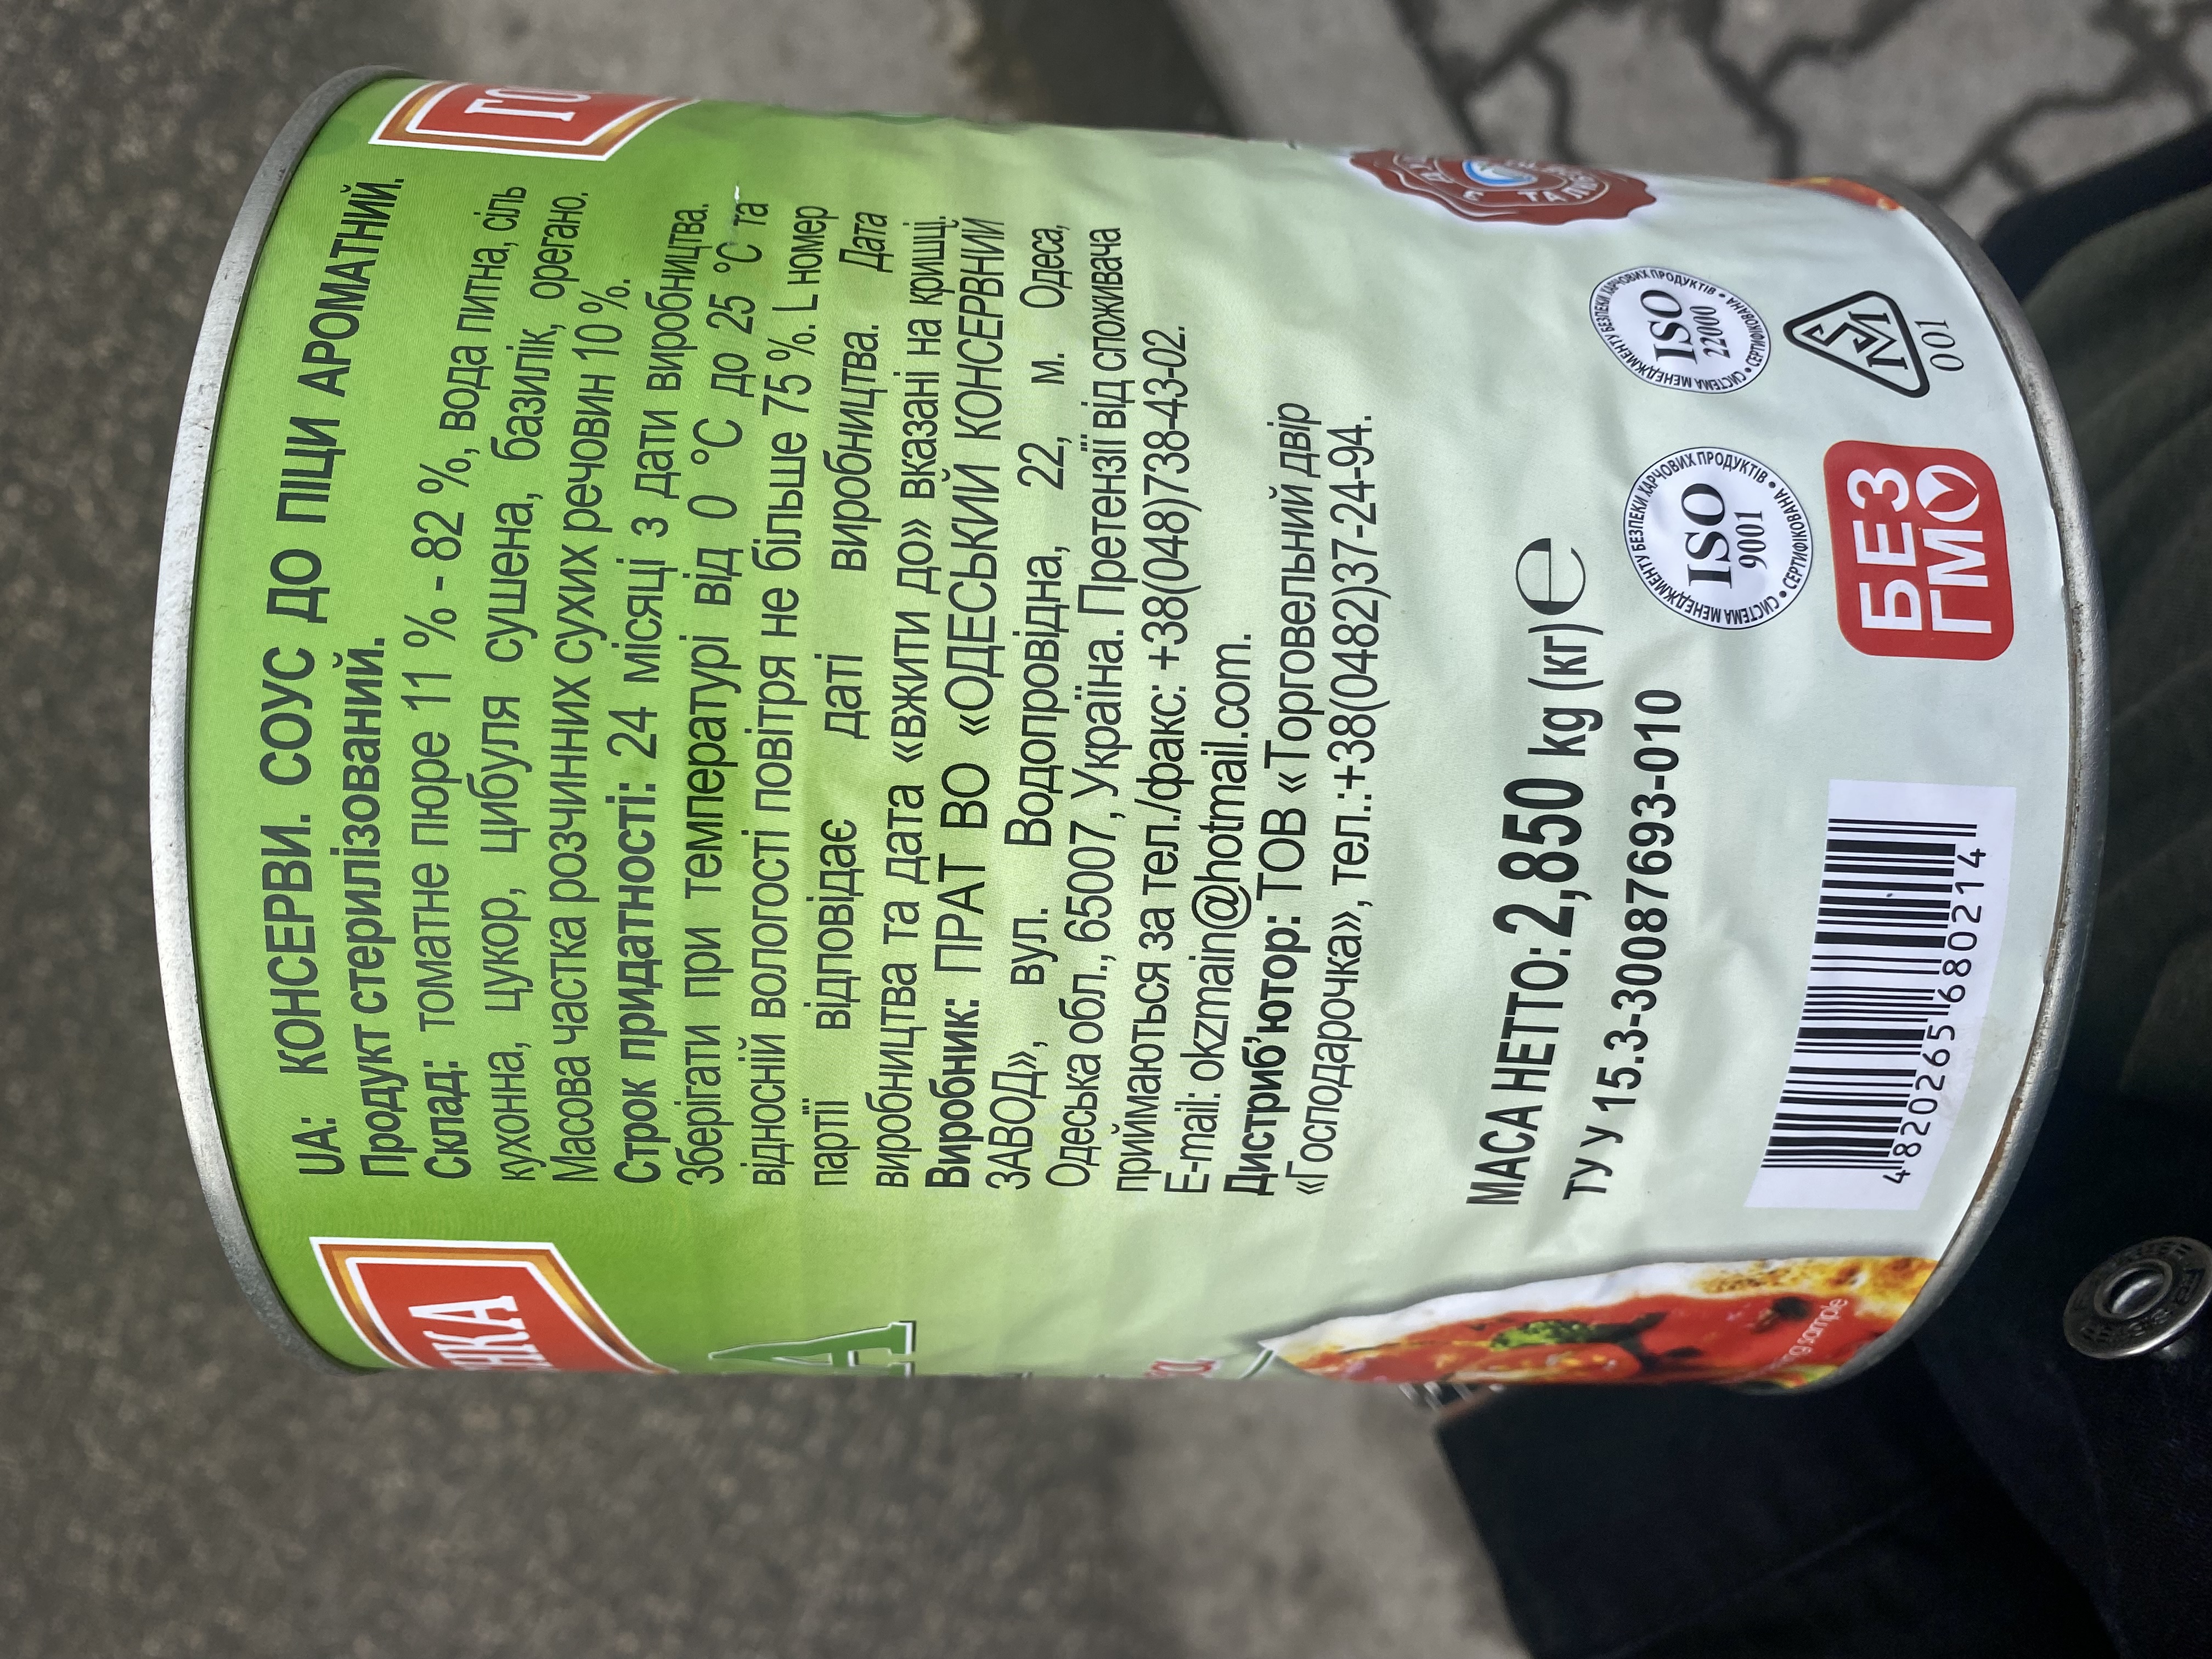 UA: КОНСЕРВИ. СОУС ДО ПІЦИ АРОМАТНИЙ.
Продукт стерилізований.
Склад: томатне пюре 11 % - 82 %, вода питна, сіль
кухонна, цукор, цибуля сушена, базилік, орегано.
Масова частка розчинних сухих речовин 10 %.
Строк придатності: 24 місяці з дати виробництва.
Зберігати при температурі від 0 °С до 25 °С та
відносній вологості повітря не більше 75 %. L номер
партії відповідає даті виробництва. Дата
виробництва та дата «вжити до» вказані на кришці.
Виробник: ПРАТ ВО «ОДЕСЬКИЙ КОНСЕРВНИЙ
ЗАВОД», вул. Водопровідна, 22, м. Одеса,
Одеська обл., 65007, Україна. Претензії від споживача
приймаються за тел./факс: +38(048)738-43-02.
E-mail: okzmain@hotmail.com.
Дистриб'ютор: ТОВ «Торговельний двір
«Господарочка», тел.:+38(0482)37-24-94.
МАСА НЕТТО: 2,850 kg (кг) e
ТУ У 15.3-30087693-010
4 820265 680214
СИСТЕМА МЕНЕДЖМЕНТУ БЕЗПЕКИ ХАРЧОВИХ ПРОДУКТІВ • СЕРТИФІКОВАНА •
ISO
9001
СИСТЕМА МЕНЕДЖМЕНТУ БЕЗПЕКИ ХАРЧОВИХ ПРОДУКТІВ • СЕРТИФІКОВАНА •
ISO
22000
БЕЗ
ГМО
001